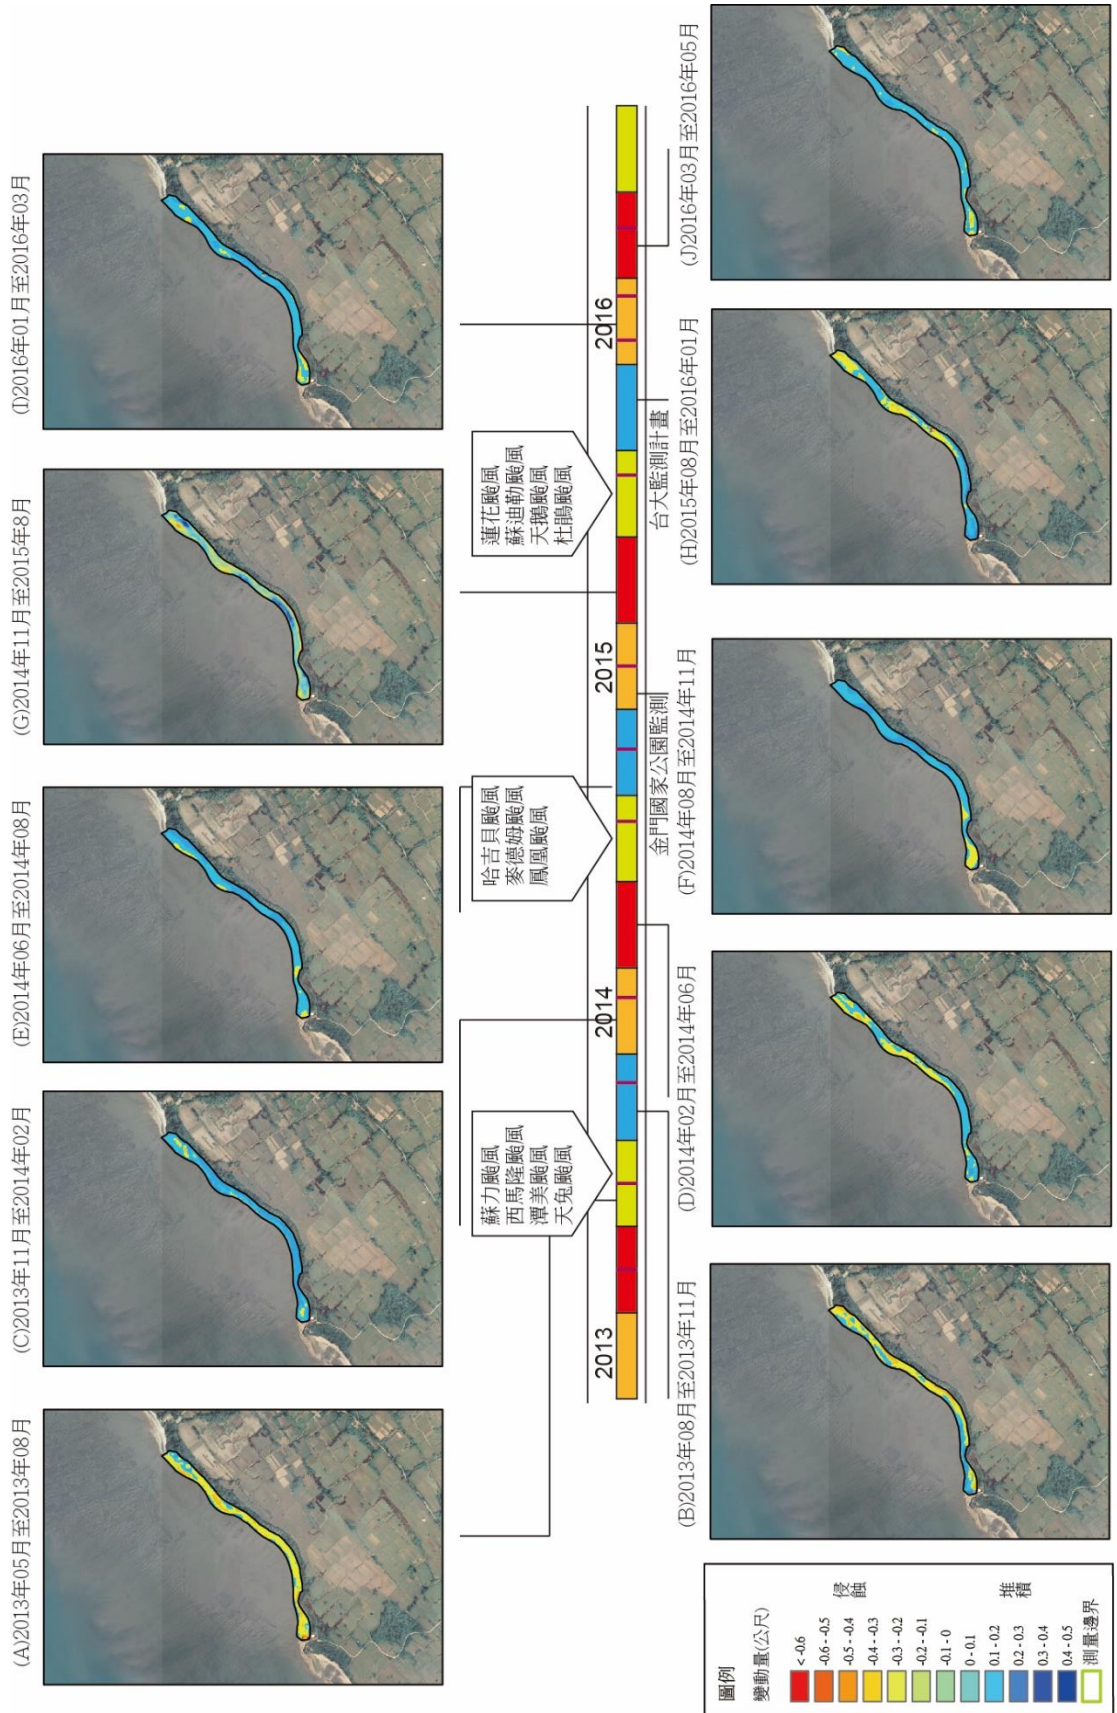 (A)2013年05月至2013年08月
(C)2013年11月至2014年02月
(E)2014年06月至2014年08月
(G)2014年11月至2015年8月
(I)2016年01月至2016年03月
蘇力颱風
西馬隆颱風
潭美颱風
天兔颱風
哈吉貝颱風
麥德姆颱風
鳳凰颱風
蓮花颱風
蘇迪勒颱風
天鵝颱風
杜鵑颱風
2013
2014
2015
2016
金門國家公園監測
台大監測計畫
(B)2013年08月至2013年11月
(D)2014年02月至2014年06月
(F)2014年08月至2014年11月
(H)2015年08月至2016年01月
(J)2016年03月至2016年05月
圖例
變動量(公尺)
< -0.6
-0.6 - -0.5
-0.5 - -0.4
-0.4 - -0.3
-0.3 - -0.2
-0.2 - -0.1
-0.1 - 0
0 - 0.1
0.1 - 0.2
0.2 - 0.3
0.3 - 0.4
0.4 - 0.5
侵蝕
堆積
測量邊界